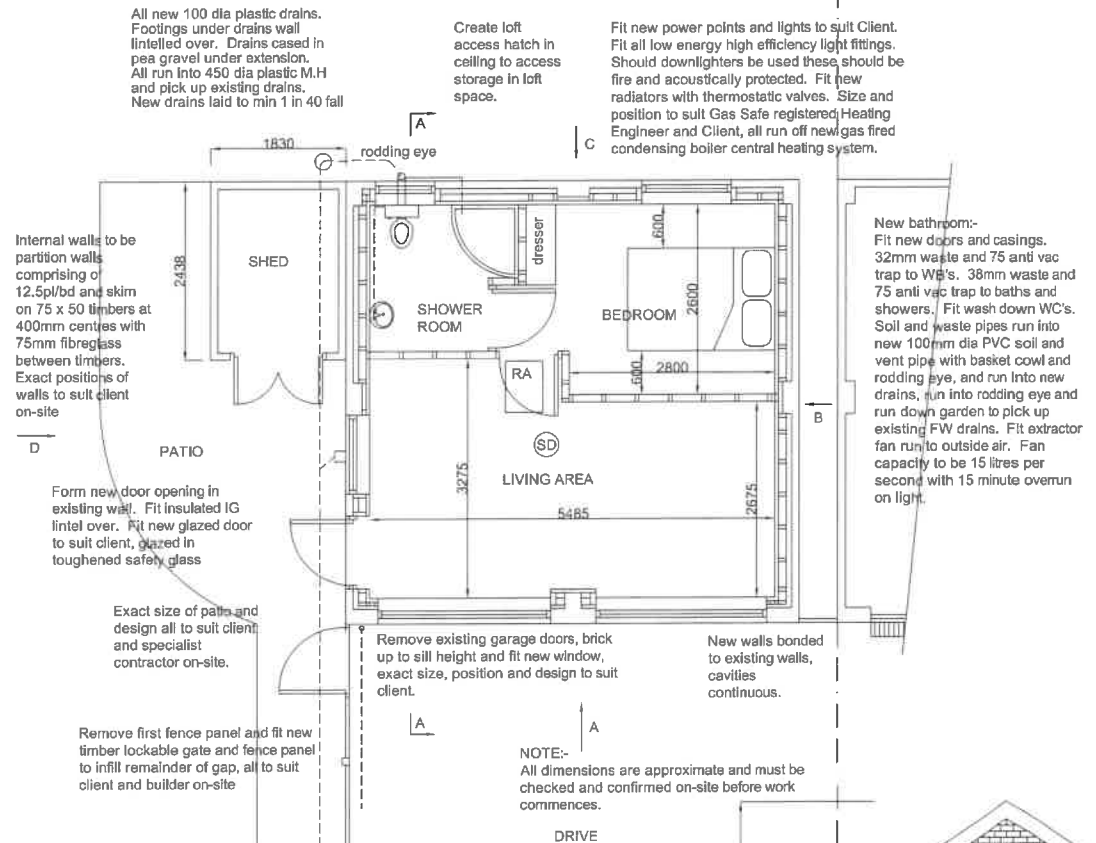 All new 100 dia plastic drains.
Footings under drains wall
lintelled over. Drains cased in
pea gravel under extension.
All run into 450 dia plastic M.H
and pick up existing drains.
New drains laid to min 1 in 40 fall
Create loft
access hatch in
ceiling to access
storage in loft
space.
Fit new power points and lights to suit Client.
Fit all low energy high efficiency light fittings.
Should downlighters be used these should be
fire and acoustically protected. Fit new
radiators with thermostatic valves. Size and
position to suit Gas Safe registered Heating
Engineer and Client, all run off new gas fired
condensing boiler central heating system.
A
C
1830
rodding eye
Internal walls to be
partition walls
comprising of
12.5pl/bd and skim
on 75 x 50 timbers at
400mm centres with
75mm fibreglass
between timbers.
Exact positions of
walls to suit client
on-site
D
2438
SHED
SHOWER
ROOM
dresser
600
2600
BEDROOM
600
2800
RA
SD
LIVING AREA
3275
5485
2675
B
New bathroom:-
Fit new doors and casings.
32mm waste and 75 anti vac
trap to WB's. 38mm waste and
75 anti vac trap to baths and
showers. Fit wash down WC's.
Soil and waste pipes run into
new 100mm dia PVC soil and
vent pipe with basket cowl and
rodding eye, and run into new
drains, run into rodding eye and
run down garden to pick up
existing FW drains. Fit extractor
fan run to outside air. Fan
capacity to be 15 litres per
second with 15 minute overrun
on light.
PATIO
Form new door opening in
existing wall. Fit insulated IG
lintel over. Fit new glazed door
to suit client, glazed in
toughened safety glass
Exact size of patio and
design all to suit client
and specialist
contractor on-site.
Remove existing garage doors, brick
up to sill height and fit new window,
exact size, position and design to suit
client.
New walls bonded
to existing walls,
cavities
continuous.
A
A
Remove first fence panel and fit new
timber lockable gate and fence panel
to infill remainder of gap, all to suit
client and builder on-site
NOTE:-
All dimensions are approximate and must be
checked and confirmed on-site before work
commences.
DRIVE